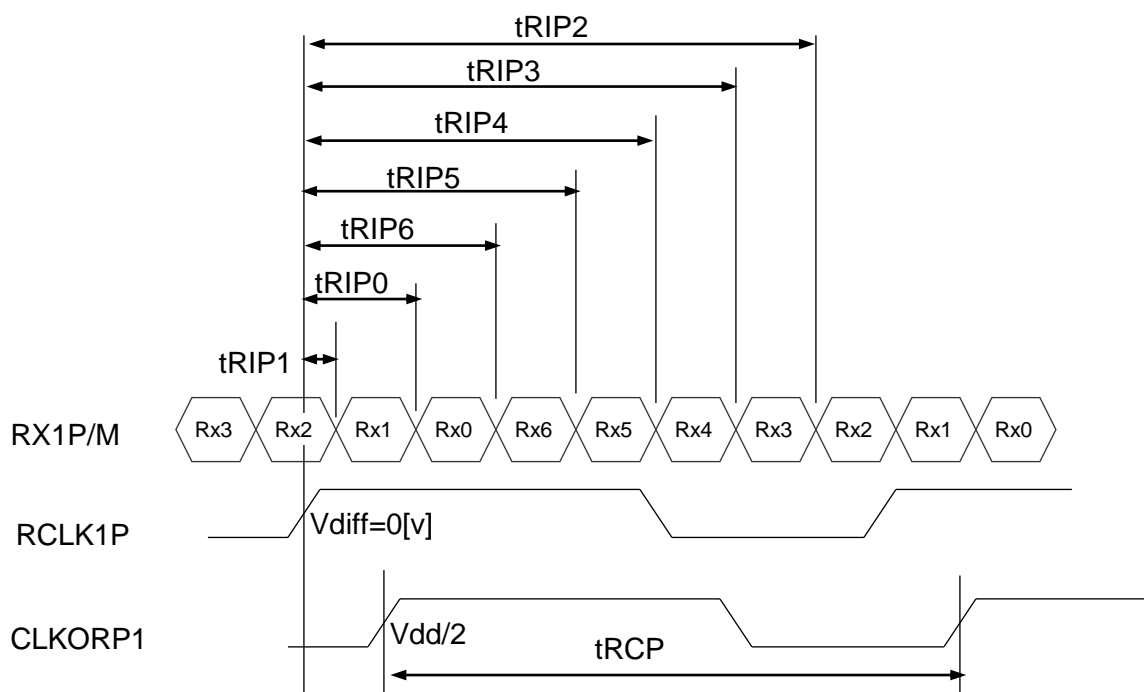 tRIP2
tRIP3
tRIP4
tRIP5
tRIP6
tRIP0
tRIP1
RX1P/M Rx3 Rx2 Rx1 Rx0 Rx6 Rx5 Rx4 Rx3 Rx2 Rx1 Rx0
RCLK1P Vdiff=0[v]
CLKORP1 Vdd/2 tRCP